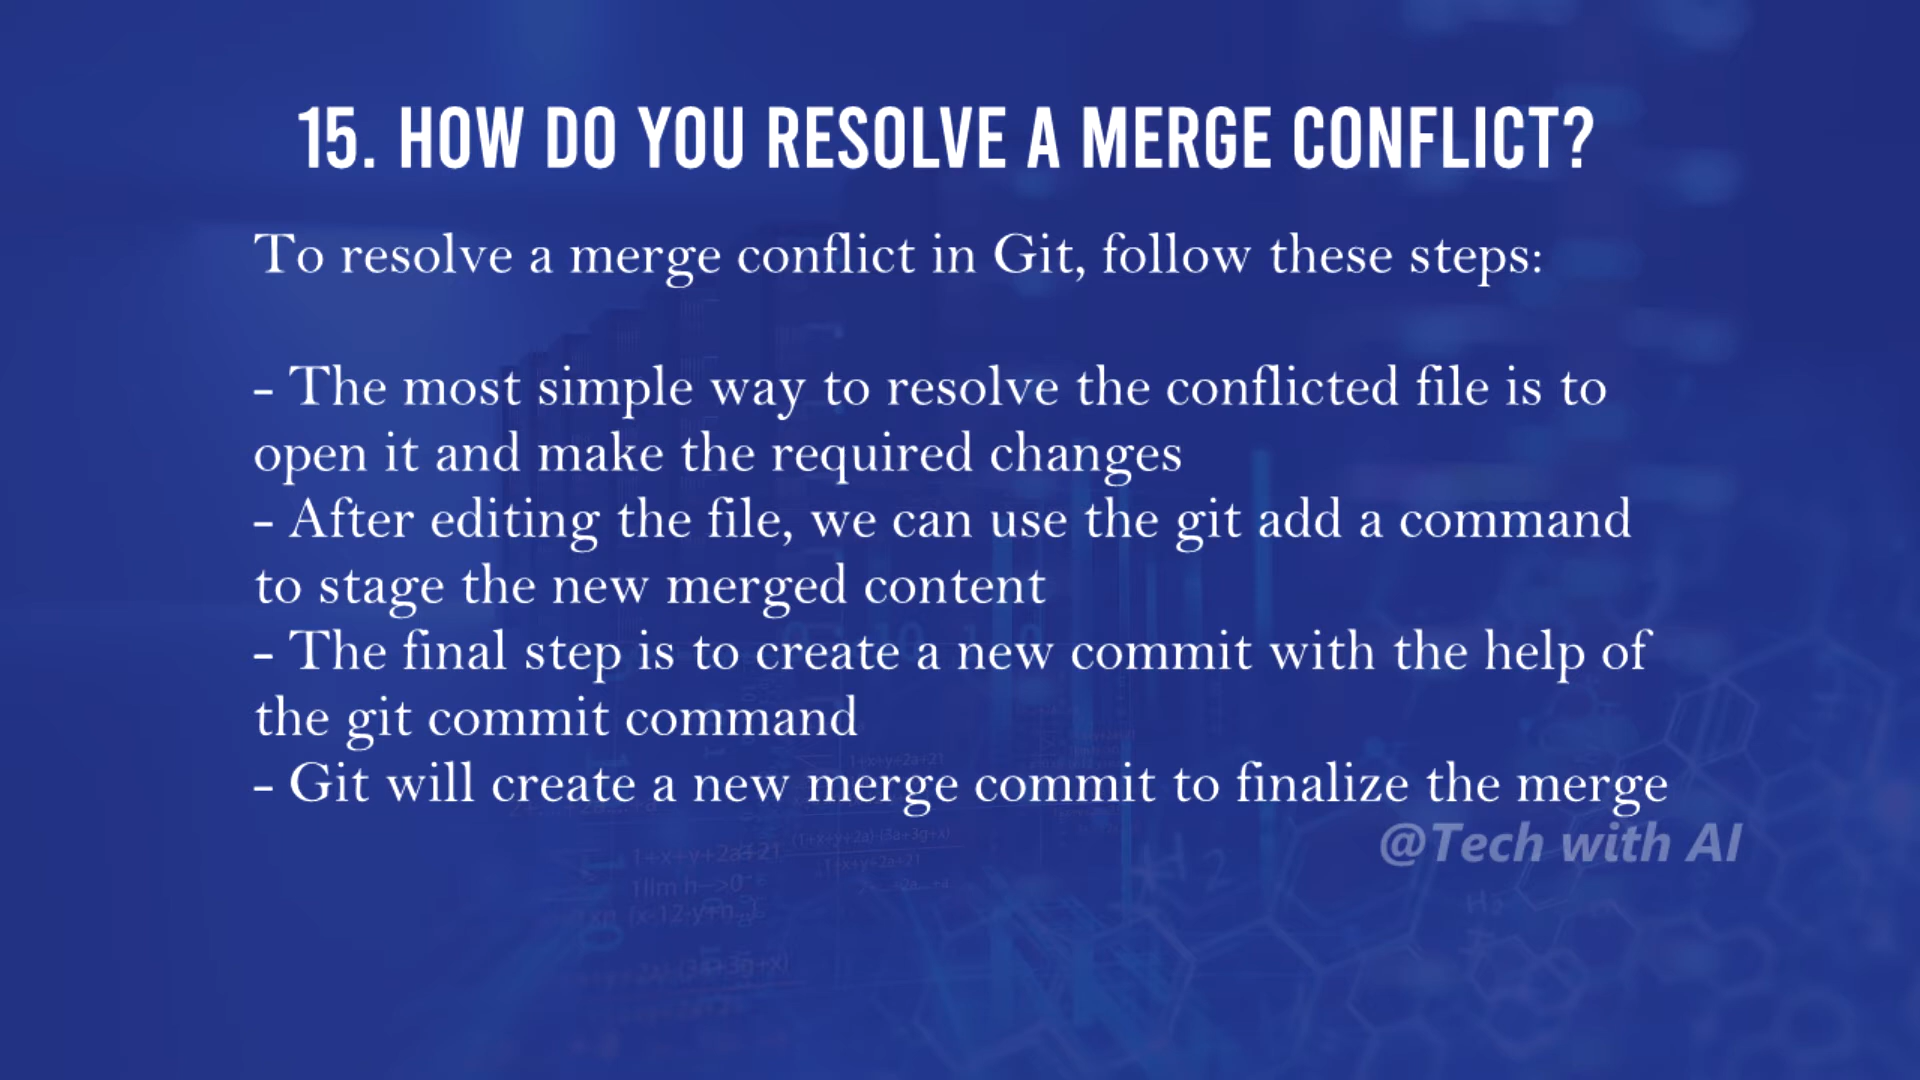 15. HOW DO YOU RESOLVE A MERGE CONFLICT?
To resolve a merge conflict in Git, follow these steps:
- The most simple way to resolve the conflicted file is to
open it and make the required changes
- After editing the file, we can use the git add a command
to stage the new merged content
- The final step is to create a new commit with the help of
the git commit command
- Git will create a new merge commit to finalize the merge
@Tech with AI